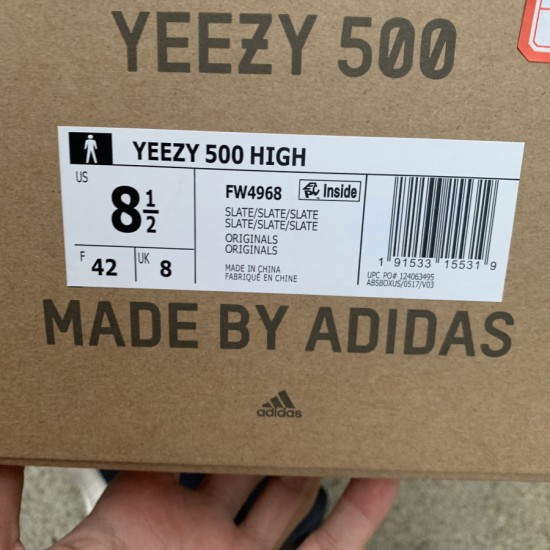 YEEZY 500
YEEZY 500 HIGH
US
8 1/2
F 42
UK 8
FW4968
Inside
SLATE/SLATE/SLATE
SLATE/SLATE/SLATE
ORIGINALS
ORIGINALS
MADE IN CHINA
FABRIQUÉ EN CHINE
1 91533 15531 9
UPC PO# 124063495
ABSBOXUS/0517/V03
MADE BY ADIDAS
adidas